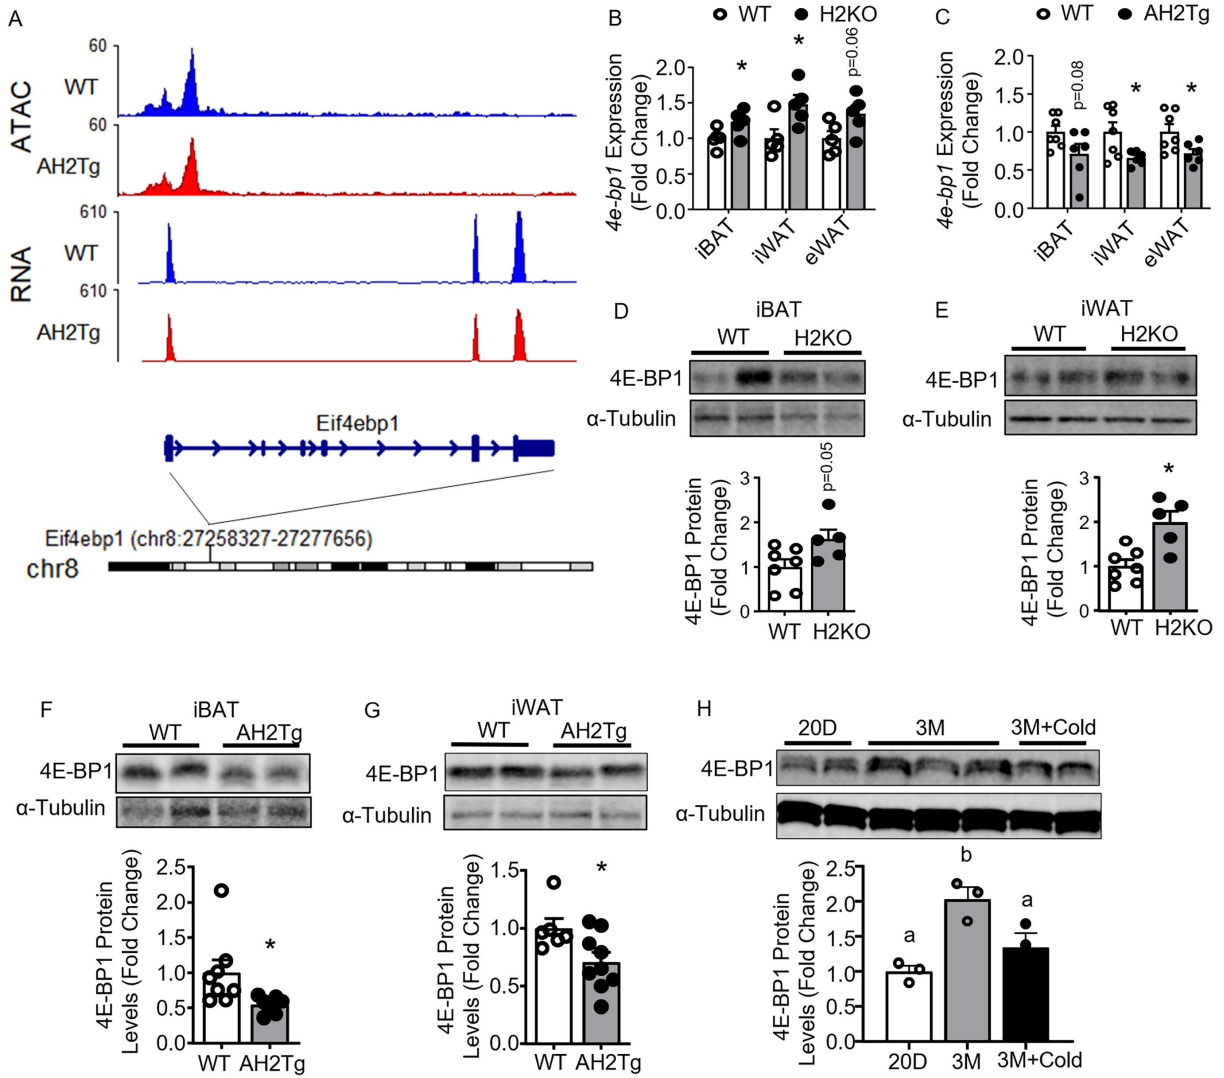 A
ATAC
60
WT
60
AH2Tg
RNA
610
WT
610
AH2Tg
Eif4ebp1
Eif4ebp1 (chr8:27258327-27277656)
chr8
B
WT H2KO
4e-bp1 Expression
(Fold Change)
2.0
1.5
1.0
0.5
0.0
*
*
p=0.06
iBAT
iWAT
eWAT
C
WT AH2Tg
4e-bp1 Expression
(Fold Change)
2.0
1.5
1.0
0.5
0.0
p=0.08
*
*
iBAT
iWAT
eWAT
D
iBAT
WT H2KO
4E-BP1
α-Tubulin
4E-BP1 Protein
(Fold Change)
3
2
1
0
p=0.05
WT H2KO
E
iWAT
WT H2KO
4E-BP1
α-Tubulin
4E-BP1 Protein
(Fold Change)
3
2
1
0
*
WT H2KO
F
iBAT
WT AH2Tg
4E-BP1
α-Tubulin
4E-BP1 Protein
Levels (Fold Change)
2.5
2.0
1.5
1.0
0.5
0.0
*
WT AH2Tg
G
iWAT
WT AH2Tg
4E-BP1
α-Tubulin
4E-BP1 Protein
Levels (Fold Change)
1.5
1.0
0.5
0.0
*
WT AH2Tg
H
20D 3M 3M+Cold
4E-BP1
α-Tubulin
4E-BP1 Protein
Levels (Fold Change)
2.5
2.0
1.5
1.0
0.5
0.0
a
b
a
20D 3M 3M+Cold